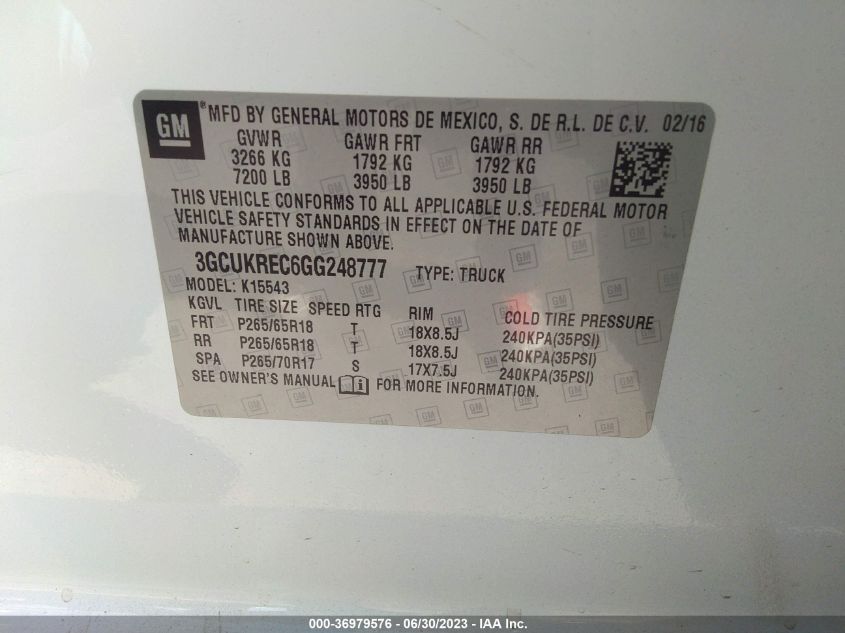 GM ® MFD BY GENERAL MOTORS DE MEXICO, S. DE R.L. DE C.V. 02/16
GVWR GAWR FRT GAWR RR
3266 KG 1792 KG 1792 KG
7200 LB 3950 LB 3950 LB
THIS VEHICLE CONFORMS TO ALL APPLICABLE U.S. FEDERAL MOTOR
VEHICLE SAFETY STANDARDS IN EFFECT ON THE DATE OF
MANUFACTURE SHOWN ABOVE.
3GCUKREC6GG248777 TYPE: TRUCK
MODEL: K15543
KGVL TIRE SIZE SPEED RTG RIM COLD TIRE PRESSURE
FRT P265/65R18 T 18X8.5J 240KPA(35PSI)
RR P265/65R18 T 18X8.5J 240KPA(35PSI)
SPA P265/70R17 S 17X7.5J 240KPA(35PSI)
SEE OWNER'S MANUAL i FOR MORE INFORMATION.
000-36979576 - 06/30/2023 - IAA Inc.